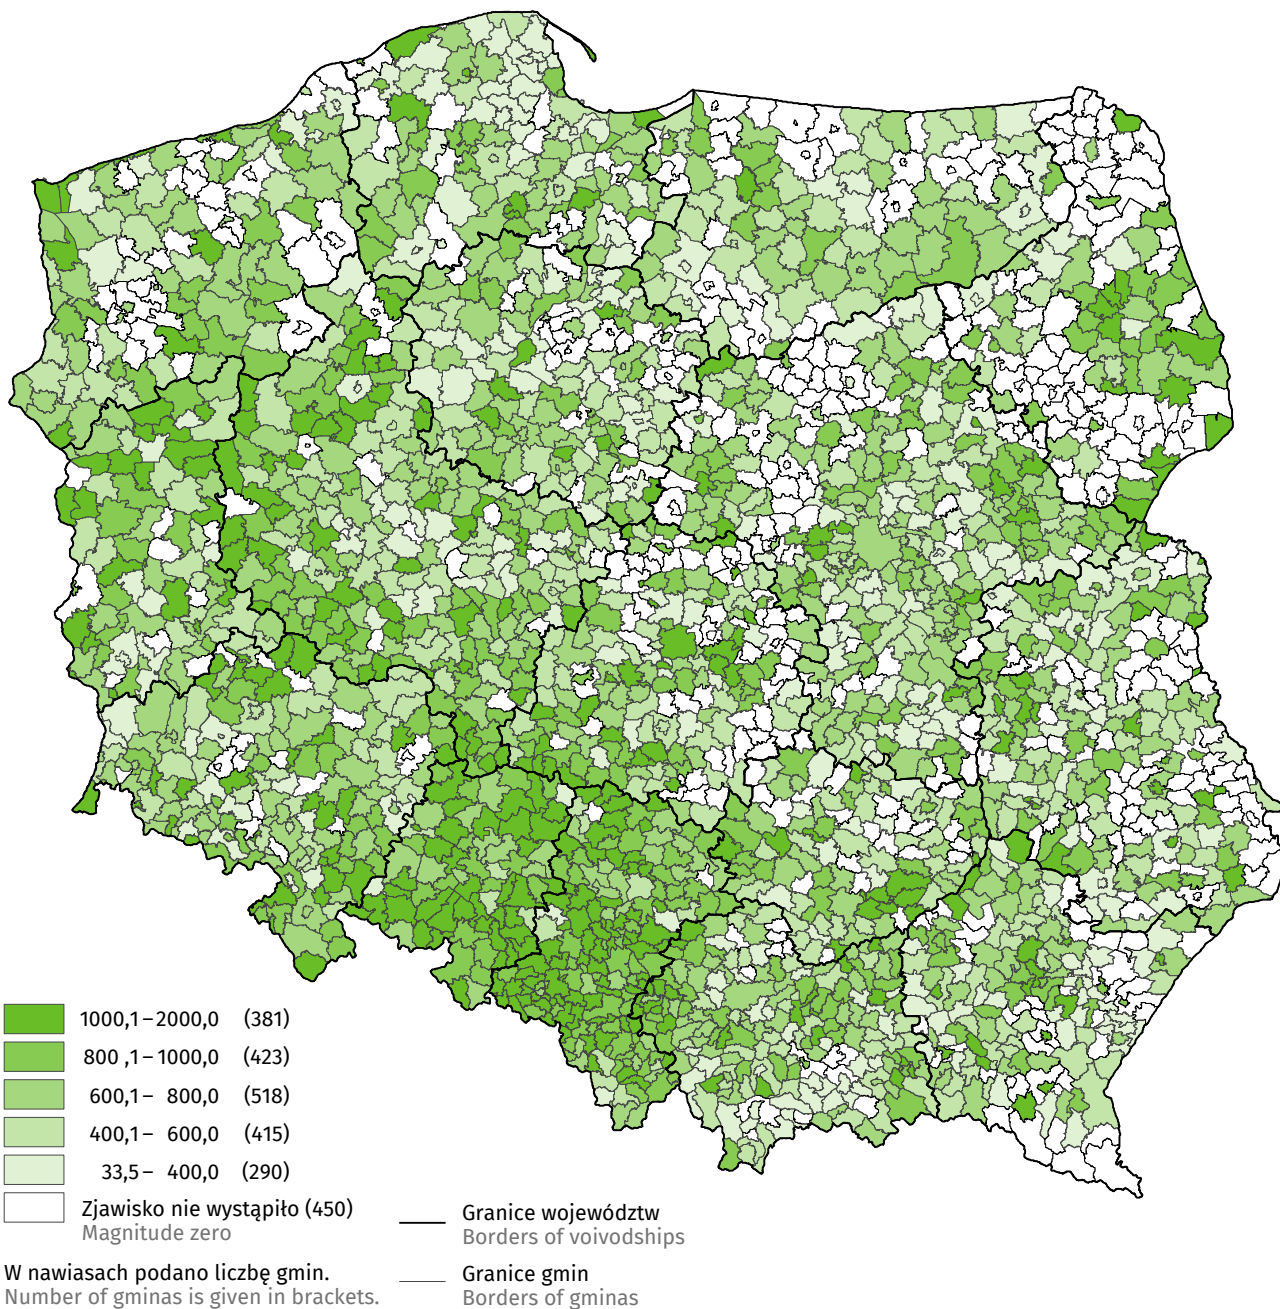 1000,1–2000,0 (381)
800 ,1–1000,0 (423)
600,1– 800,0 (518)
400,1– 600,0 (415)
33,5– 400,0 (290)
Zjawisko nie wystąpiło (450)
Magnitude zero
W nawiasach podano liczbę gmin.
Number of gminas is given in brackets.
Granice województw
Borders of voivodships
Granice gmin
Borders of gminas